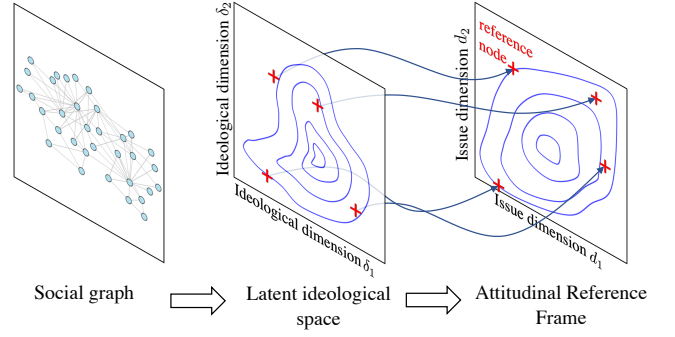 Ideological dimension δ2
Ideological dimension δ1
Issue dimension d2
reference
node
Issue dimension d1
Social graph
Latent ideological
space
Attitudinal Reference
Frame